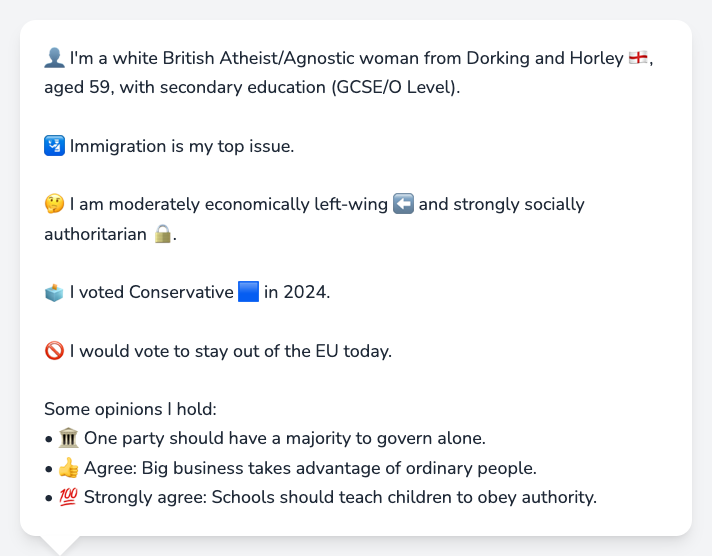 👤 I'm a white British Atheist/Agnostic woman from Dorking and Horley 🏴󠁧󠁢󠁥󠁮󠁧󠁿,
aged 59, with secondary education (GCSE/O Level).
🛂 Immigration is my top issue.
🤔 I am moderately economically left-wing ⬅️ and strongly socially
authoritarian 🔒.
🗳️ I voted Conservative 🟦 in 2024.
🚫 I would vote to stay out of the EU today.
Some opinions I hold:
• 🏛️ One party should have a majority to govern alone.
• 👍 Agree: Big business takes advantage of ordinary people.
• 💯 Strongly agree: Schools should teach children to obey authority.